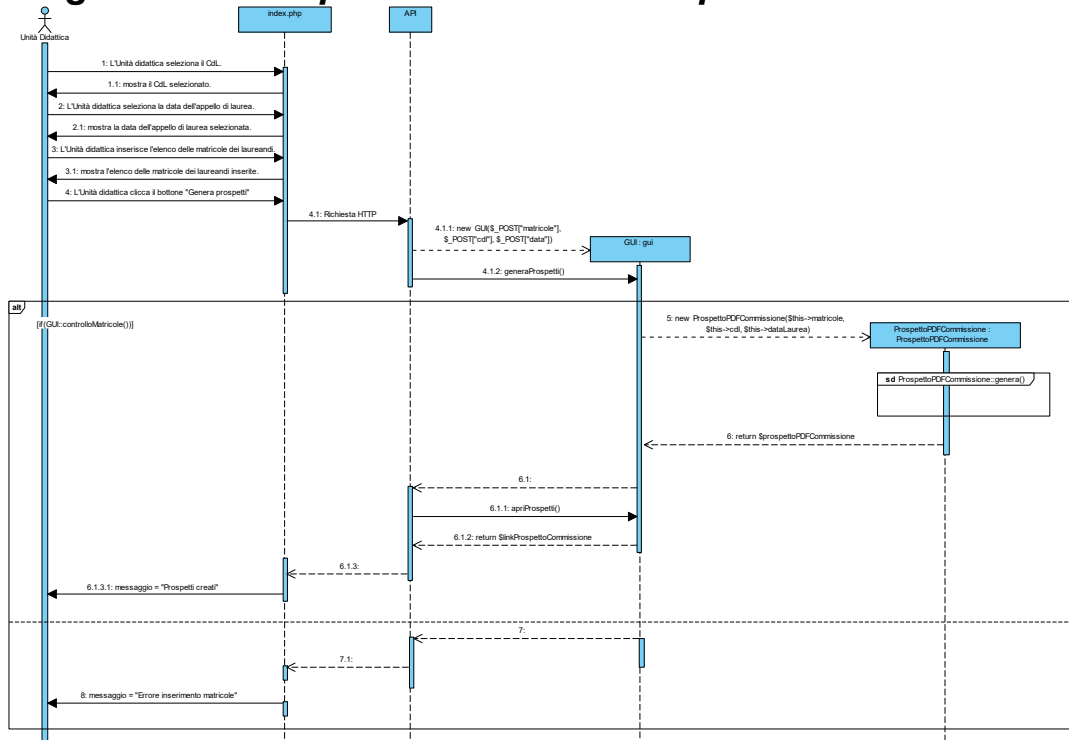 Unità Didattica
index.php
API
1: L'Unità didattica seleziona il CdL.
1.1: mostra il CdL selezionato.
2: L'Unità didattica seleziona la data dell'appello di laurea.
2.1: mostra la data dell'appello di laurea selezionata.
3: L'Unità didattica inserisce l'elenco delle matricole dei laureandi.
3.1: mostra l'elenco delle matricole dei laureandi inserite.
4: L'Unità didattica clicca il bottone "Genera prospetti"
4.1: Richiesta HTTP
4.1.1: new GUI($_POST["matricole"],
$_POST["cdl"], $_POST["data"])
GUI : gui
4.1.2: generaProspetti()
alt
[if(GUI::controlloMatricole())]
5: new ProspettoPDFCommissione($this->matricole,
$this->cdl, $this->dataLaurea)
ProspettoPDFCommissione :
ProspettoPDFCommissione
sd ProspettoPDFCommissione::genera()
6: return $prospettoPDFCommissione
6.1:
6.1.1: apriProspetti()
6.1.2: return $linkProspettoCommissione
6.1.3:
6.1.3.1: messaggio = "Prospetti creati"
7:
7.1:
8: messaggio = "Errore inserimento matricole"